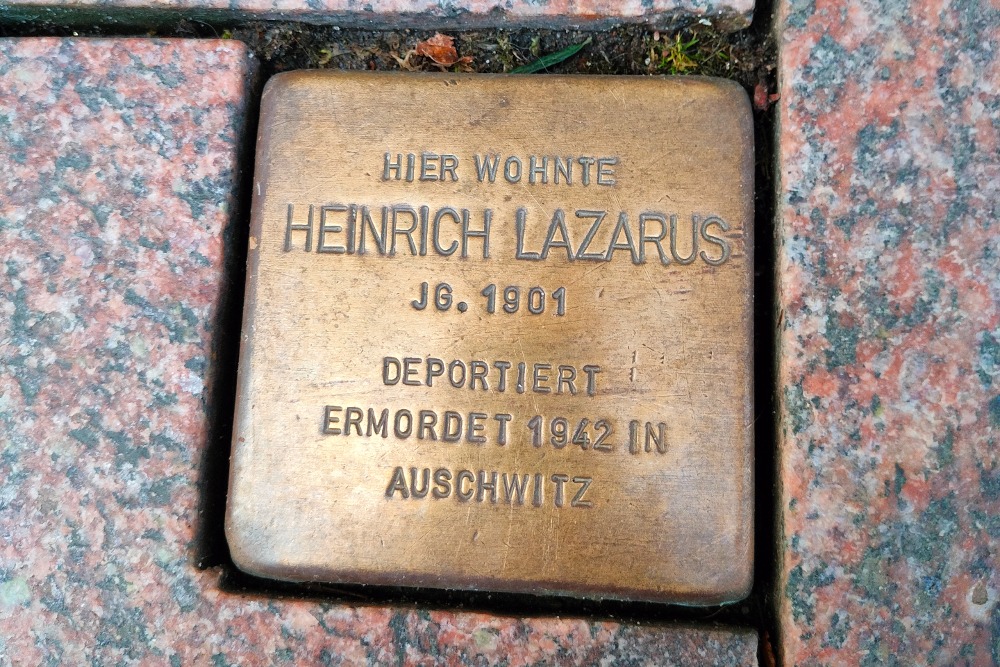 HIER WOHNTE
HEINRICH LAZARUS
JG. 1901
DEPORTIERT
ERMORDET 1942 IN
AUSCHWITZ